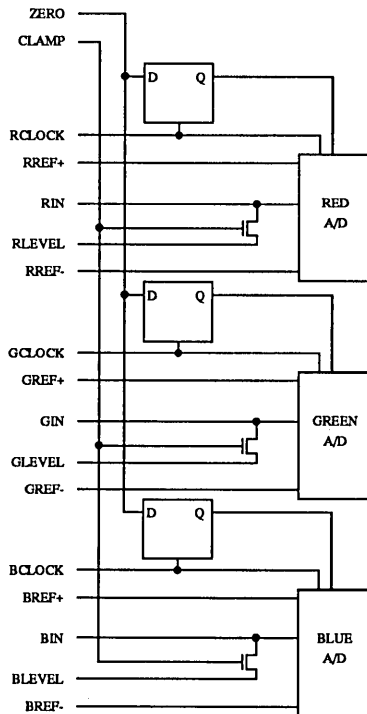 ZERO
CLAMP
D Q
RCLOCK
RREF+
RIN
RED
A/D
RLEVEL
RREF-
D Q
GCLOCK
GREF+
GIN
GREEN
A/D
GLEVEL
GREF-
D Q
BCLOCK
BREF+
BIN
BLUE
A/D
BLEVEL
BREF-